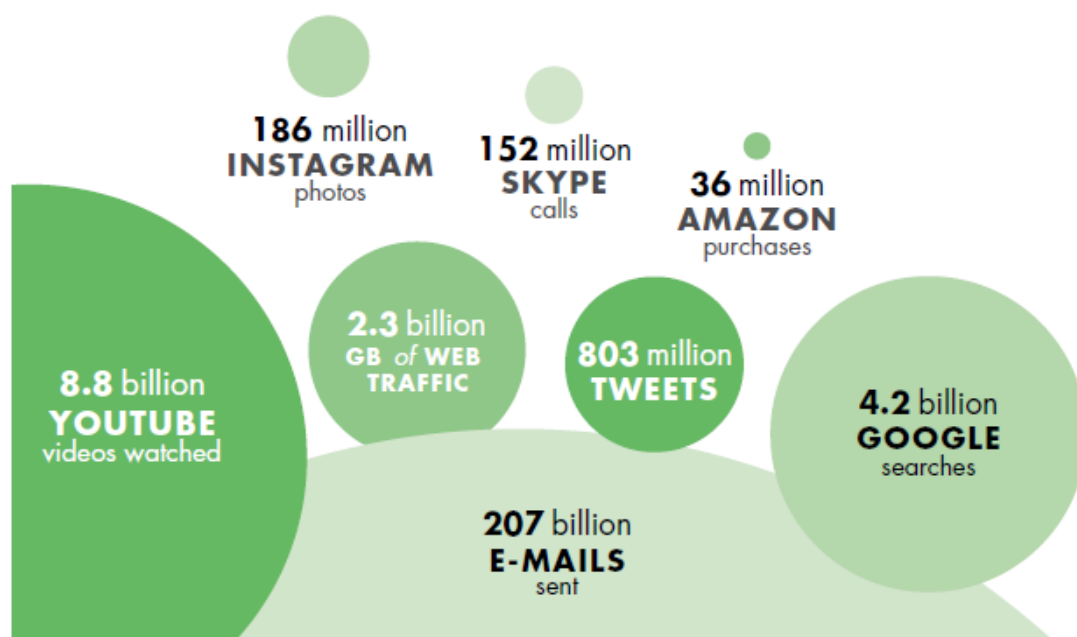 186 million
INSTAGRAM
photos
152 million
SKYPE
calls
36 million
AMAZON
purchases
8.8 billion
YOUTUBE
videos watched
2.3 billion
GB of WEB
TRAFFIC
803 million
TWEETS
4.2 billion
GOOGLE
searches
207 billion
E-MAILS
sent